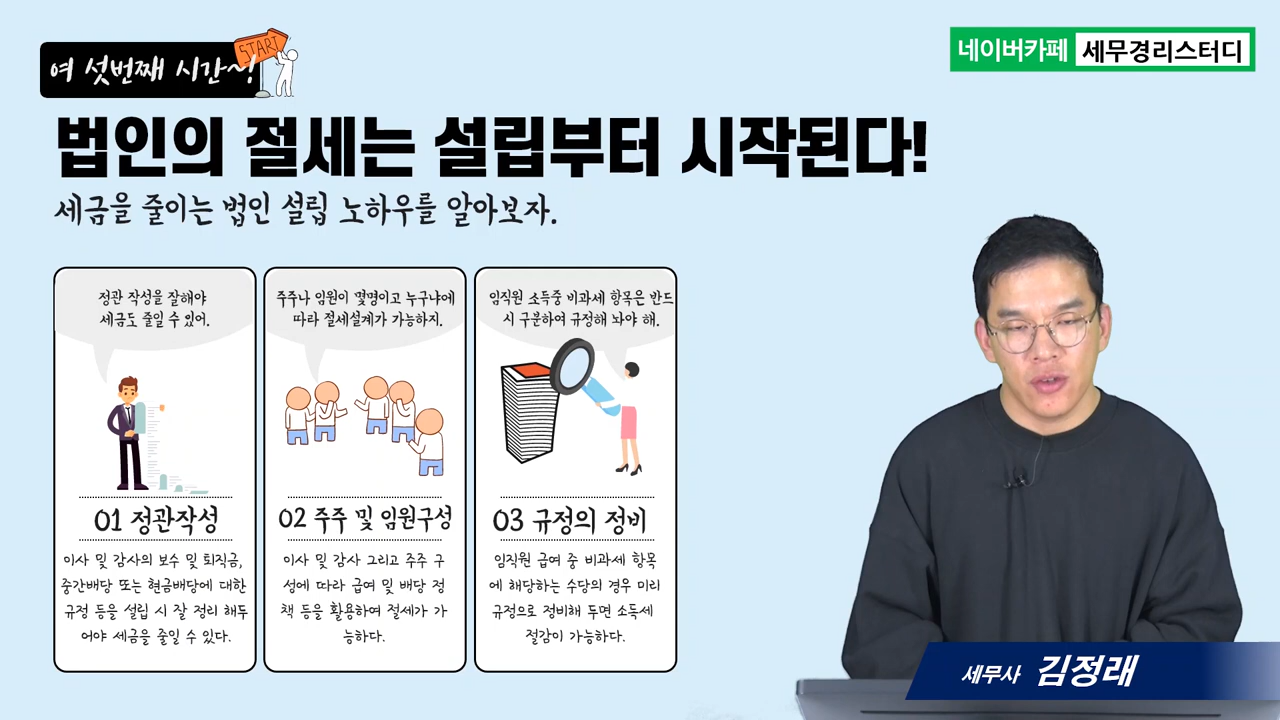 여섯번째 시간~!
START
네이버카페 세무경리스터디
법인의 절세는 설립부터 시작된다!
세금을 줄이는 법인 설립 노하우를 알아보자.
정관 작성을 잘해야
세금도 줄일 수 있어.
01 정관작성
이사 및 감사의 보수 및 퇴직금,
중간배당 또는 현금배당에 대한
규정 등을 설립 시 잘 정리 해두
어야 세금을 줄일 수 있다.
주주나 임원이 몇명이고 누구냐에
따라 절세설계가 가능하지.
02 주주 및 임원구성
이사 및 감사 그리고 주주 구
성에 따라 급여 및 배당 정
책 등을 활용하여 절세가 가
능하다.
임직원 소득중 비과세 항목은 반드
시 구분하여 규정해 놔야 해.
03 규정의 정비
임직원 급여 중 비과세 항목
에 해당하는 수당의 경우 미리
규정으로 정비해 두면 소득세
절감이 가능하다.
세무사 김정래